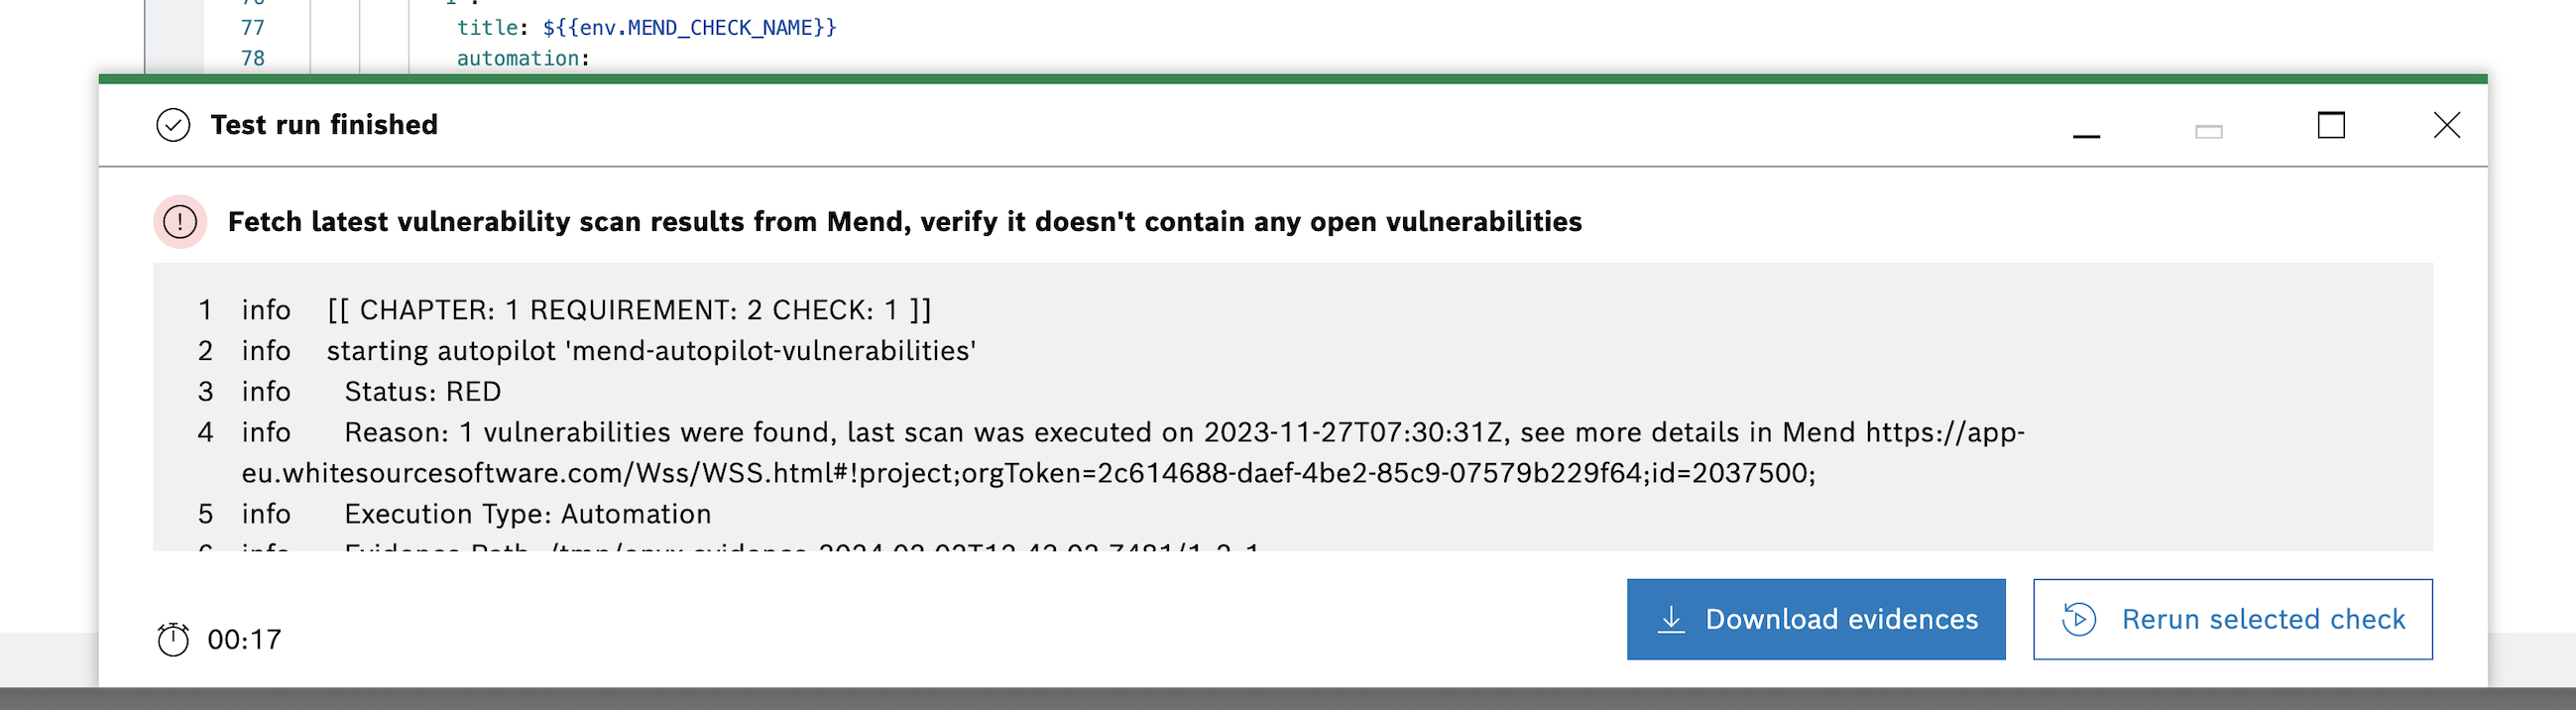 77 title: ${{env.MEND_CHECK_NAME}}
78 automation:
Test run finished
Fetch latest vulnerability scan results from Mend, verify it doesn't contain any open vulnerabilities
1 info [[ CHAPTER: 1 REQUIREMENT: 2 CHECK: 1 ]]
2 info starting autopilot 'mend-autopilot-vulnerabilities'
3 info Status: RED
4 info Reason: 1 vulnerabilities were found, last scan was executed on 2023-11-27T07:30:31Z, see more details in Mend https://app-
eu.whitesourcesoftware.com/Wss/WSS.html#!project;orgToken=2c614688-daef-4be2-85c9-07579b229f64;id=2037500;
5 info Execution Type: Automation
6 info Evidence Path:
00:17
Download evidences
Rerun selected check